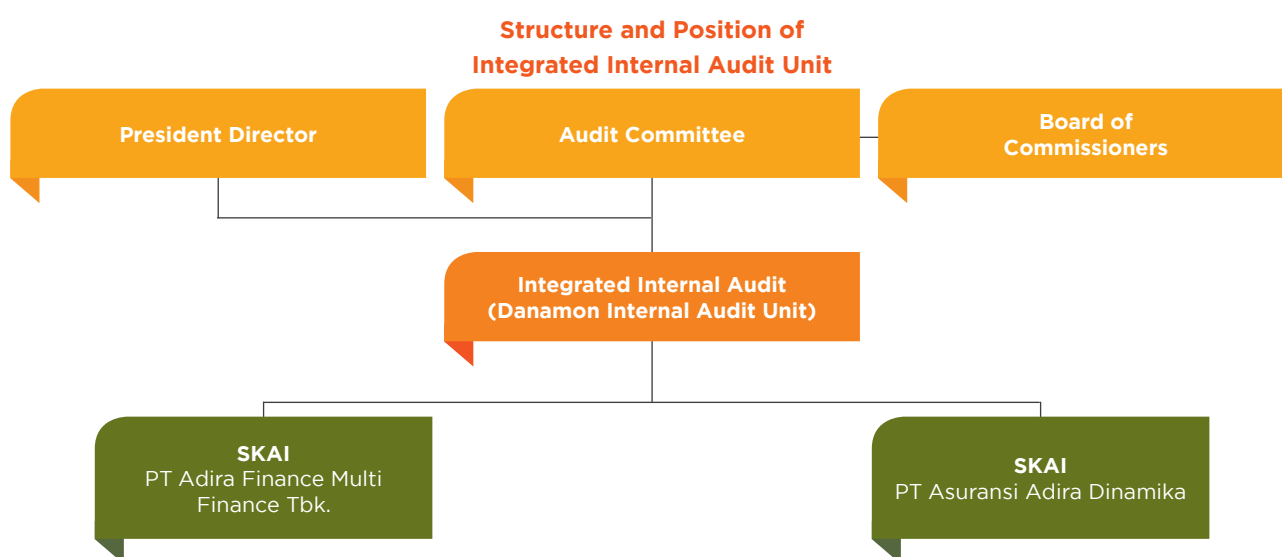 Structure and Position of
Integrated Internal Audit Unit
President Director
Audit Committee
Board of
Commissioners
Integrated Internal Audit
(Danamon Internal Audit Unit)
SKAI
PT Adira Finance Multi
Finance Tbk.
SKAI
PT Asuransi Adira Dinamika